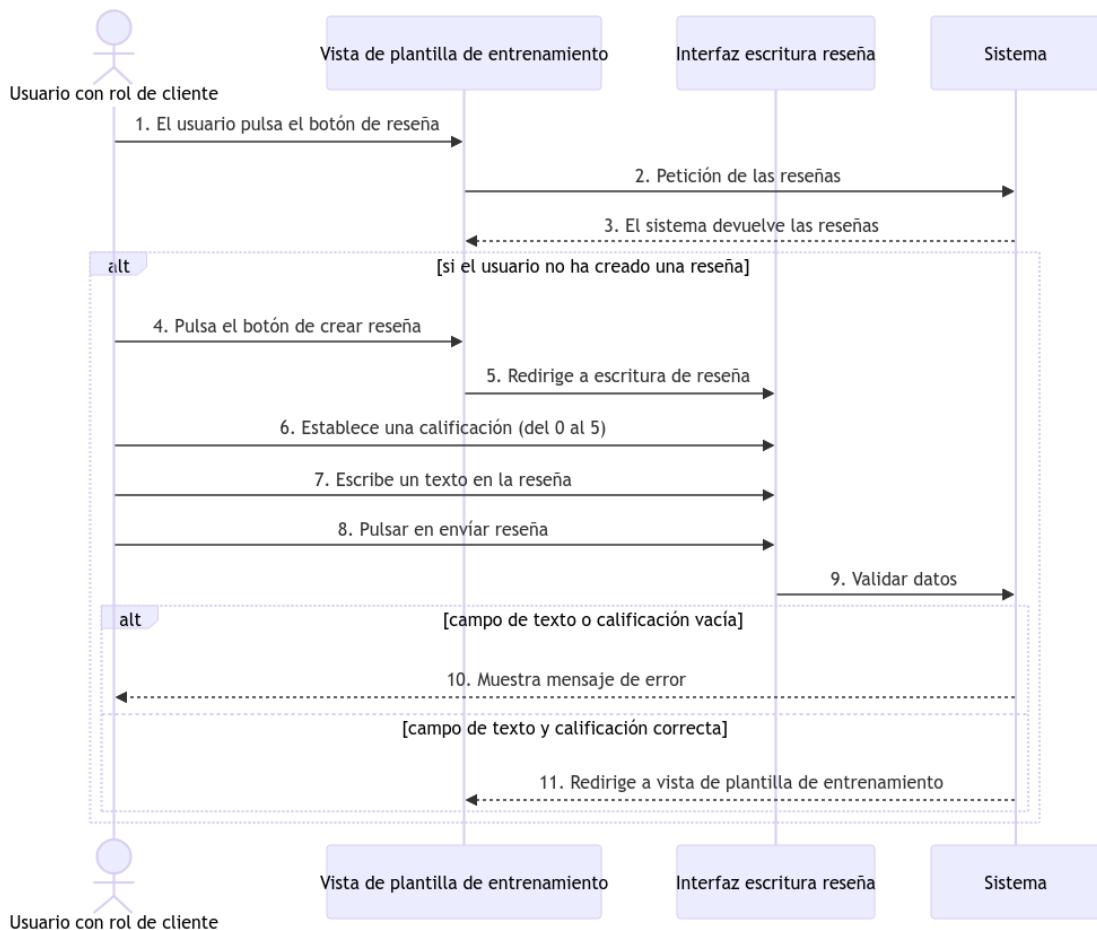 Vista de plantilla de entrenamiento
Interfaz escritura reseña
Sistema
Usuario con rol de cliente
1. El usuario pulsa el botón de reseña
2. Petición de las reseñas
3. El sistema devuelve las reseñas
alt
[si el usuario no ha creado una reseña]
4. Pulsa el botón de crear reseña
5. Redirige a escritura de reseña
6. Establece una calificación (del 0 al 5)
7. Escribe un texto en la reseña
8. Pulsar en envíar reseña
9. Validar datos
alt
[campo de texto o calificación vacía]
10. Muestra mensaje de error
[campo de texto y calificación correcta]
11. Redirige a vista de plantilla de entrenamiento
Vista de plantilla de entrenamiento
Interfaz escritura reseña
Sistema
Usuario con rol de cliente